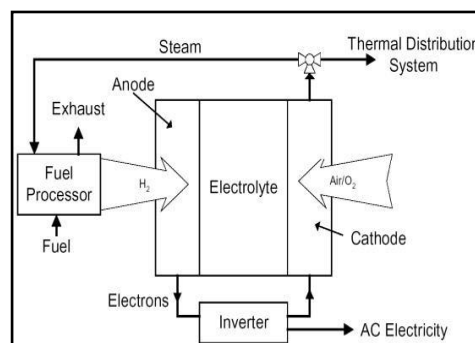 Steam
Thermal Distribution
System
Anode
Exhaust
Fuel
Processor
H2
Electrolyte
Air/O2
Fuel
Cathode
Electrons
Inverter
AC Electricity